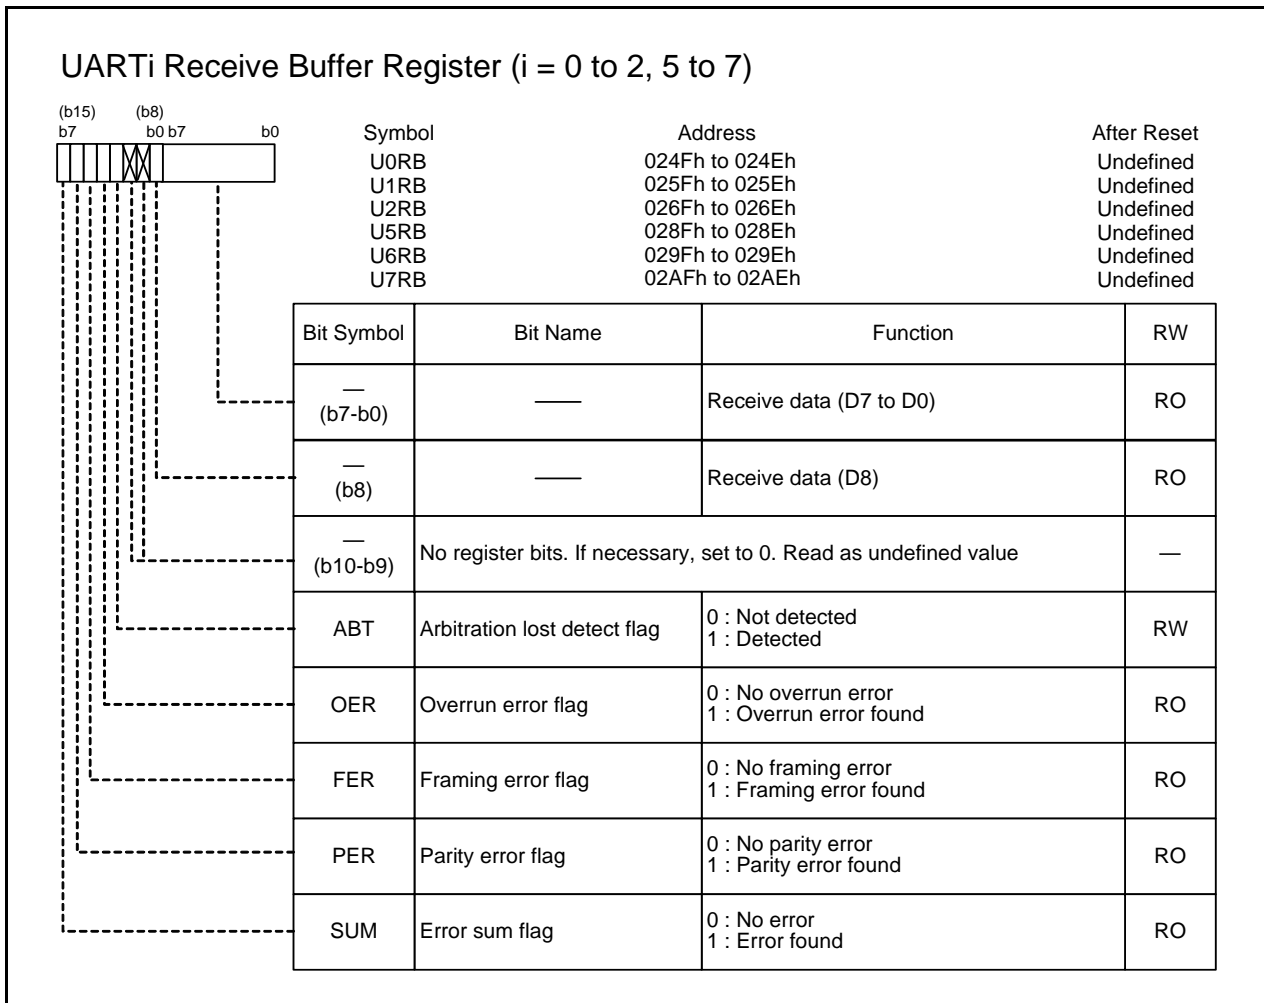 UARTi Receive Buffer Register (i = 0 to 2, 5 to 7)
(b15) (b8)
b7 b0 b7 b0
Symbol Address After Reset
U0RB 024Fh to 024Eh Undefined
U1RB 025Fh to 025Eh Undefined
U2RB 026Fh to 026Eh Undefined
U5RB 028Fh to 028Eh Undefined
U6RB 029Fh to 029Eh Undefined
U7RB 02AFh to 02AEh Undefined
Bit Symbol Bit Name Function RW
—
(b7-b0) —— Receive data (D7 to D0) RO
—
(b8) —— Receive data (D8) RO
—
(b10-b9) No register bits. If necessary, set to 0. Read as undefined value —
ABT Arbitration lost detect flag 0 : Not detected RW
1 : Detected
OER Overrun error flag 0 : No overrun error RO
1 : Overrun error found
FER Framing error flag 0 : No framing error RO
1 : Framing error found
PER Parity error flag 0 : No parity error RO
1 : Parity error found
SUM Error sum flag 0 : No error RO
1 : Error found